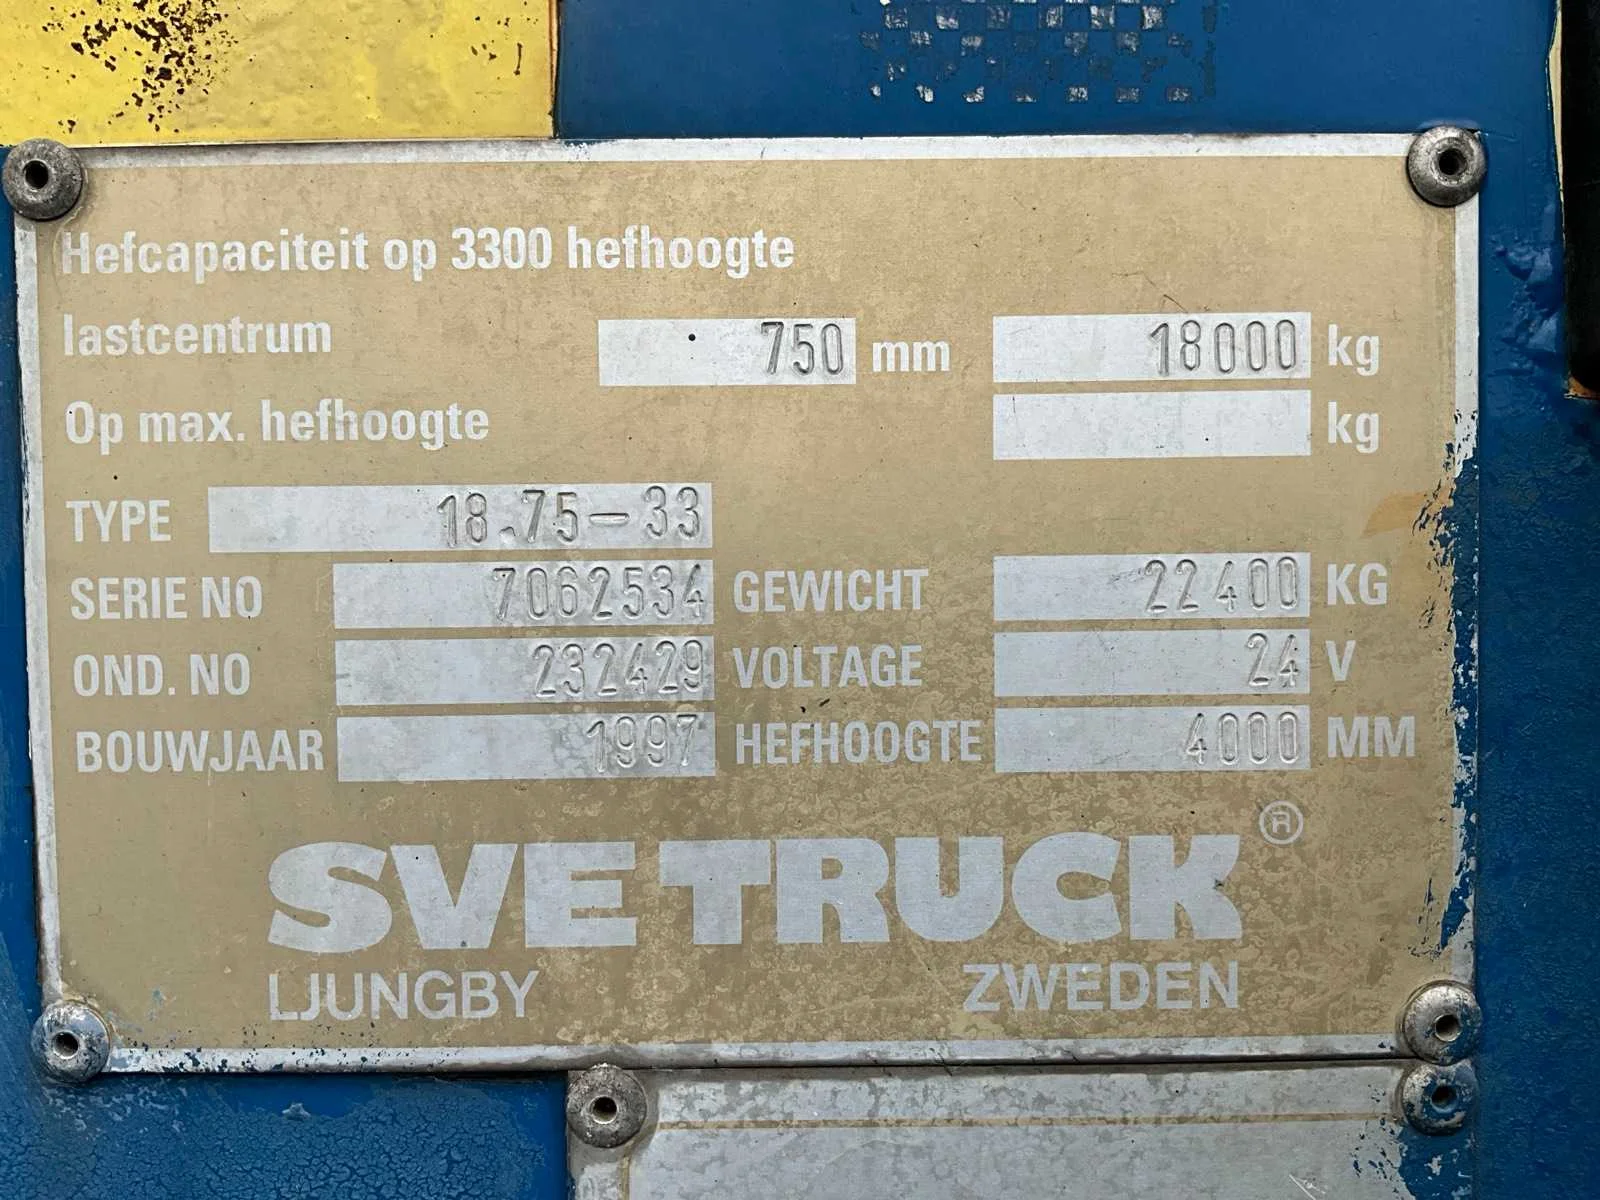 Hefcapaciteit op 3300 hefhoogte
lastcentrum 750 mm 18000 kg
Op max. hefhoogte kg
TYPE 18.75-33
SERIE NO 7062534 GEWICHT 22400 KG
OND. NO 232429 VOLTAGE 24 V
BOUWJAAR 1997 HEFHOOGTE 4000 MM
SVETRUCK ®
LJUNGBY ZWEDEN